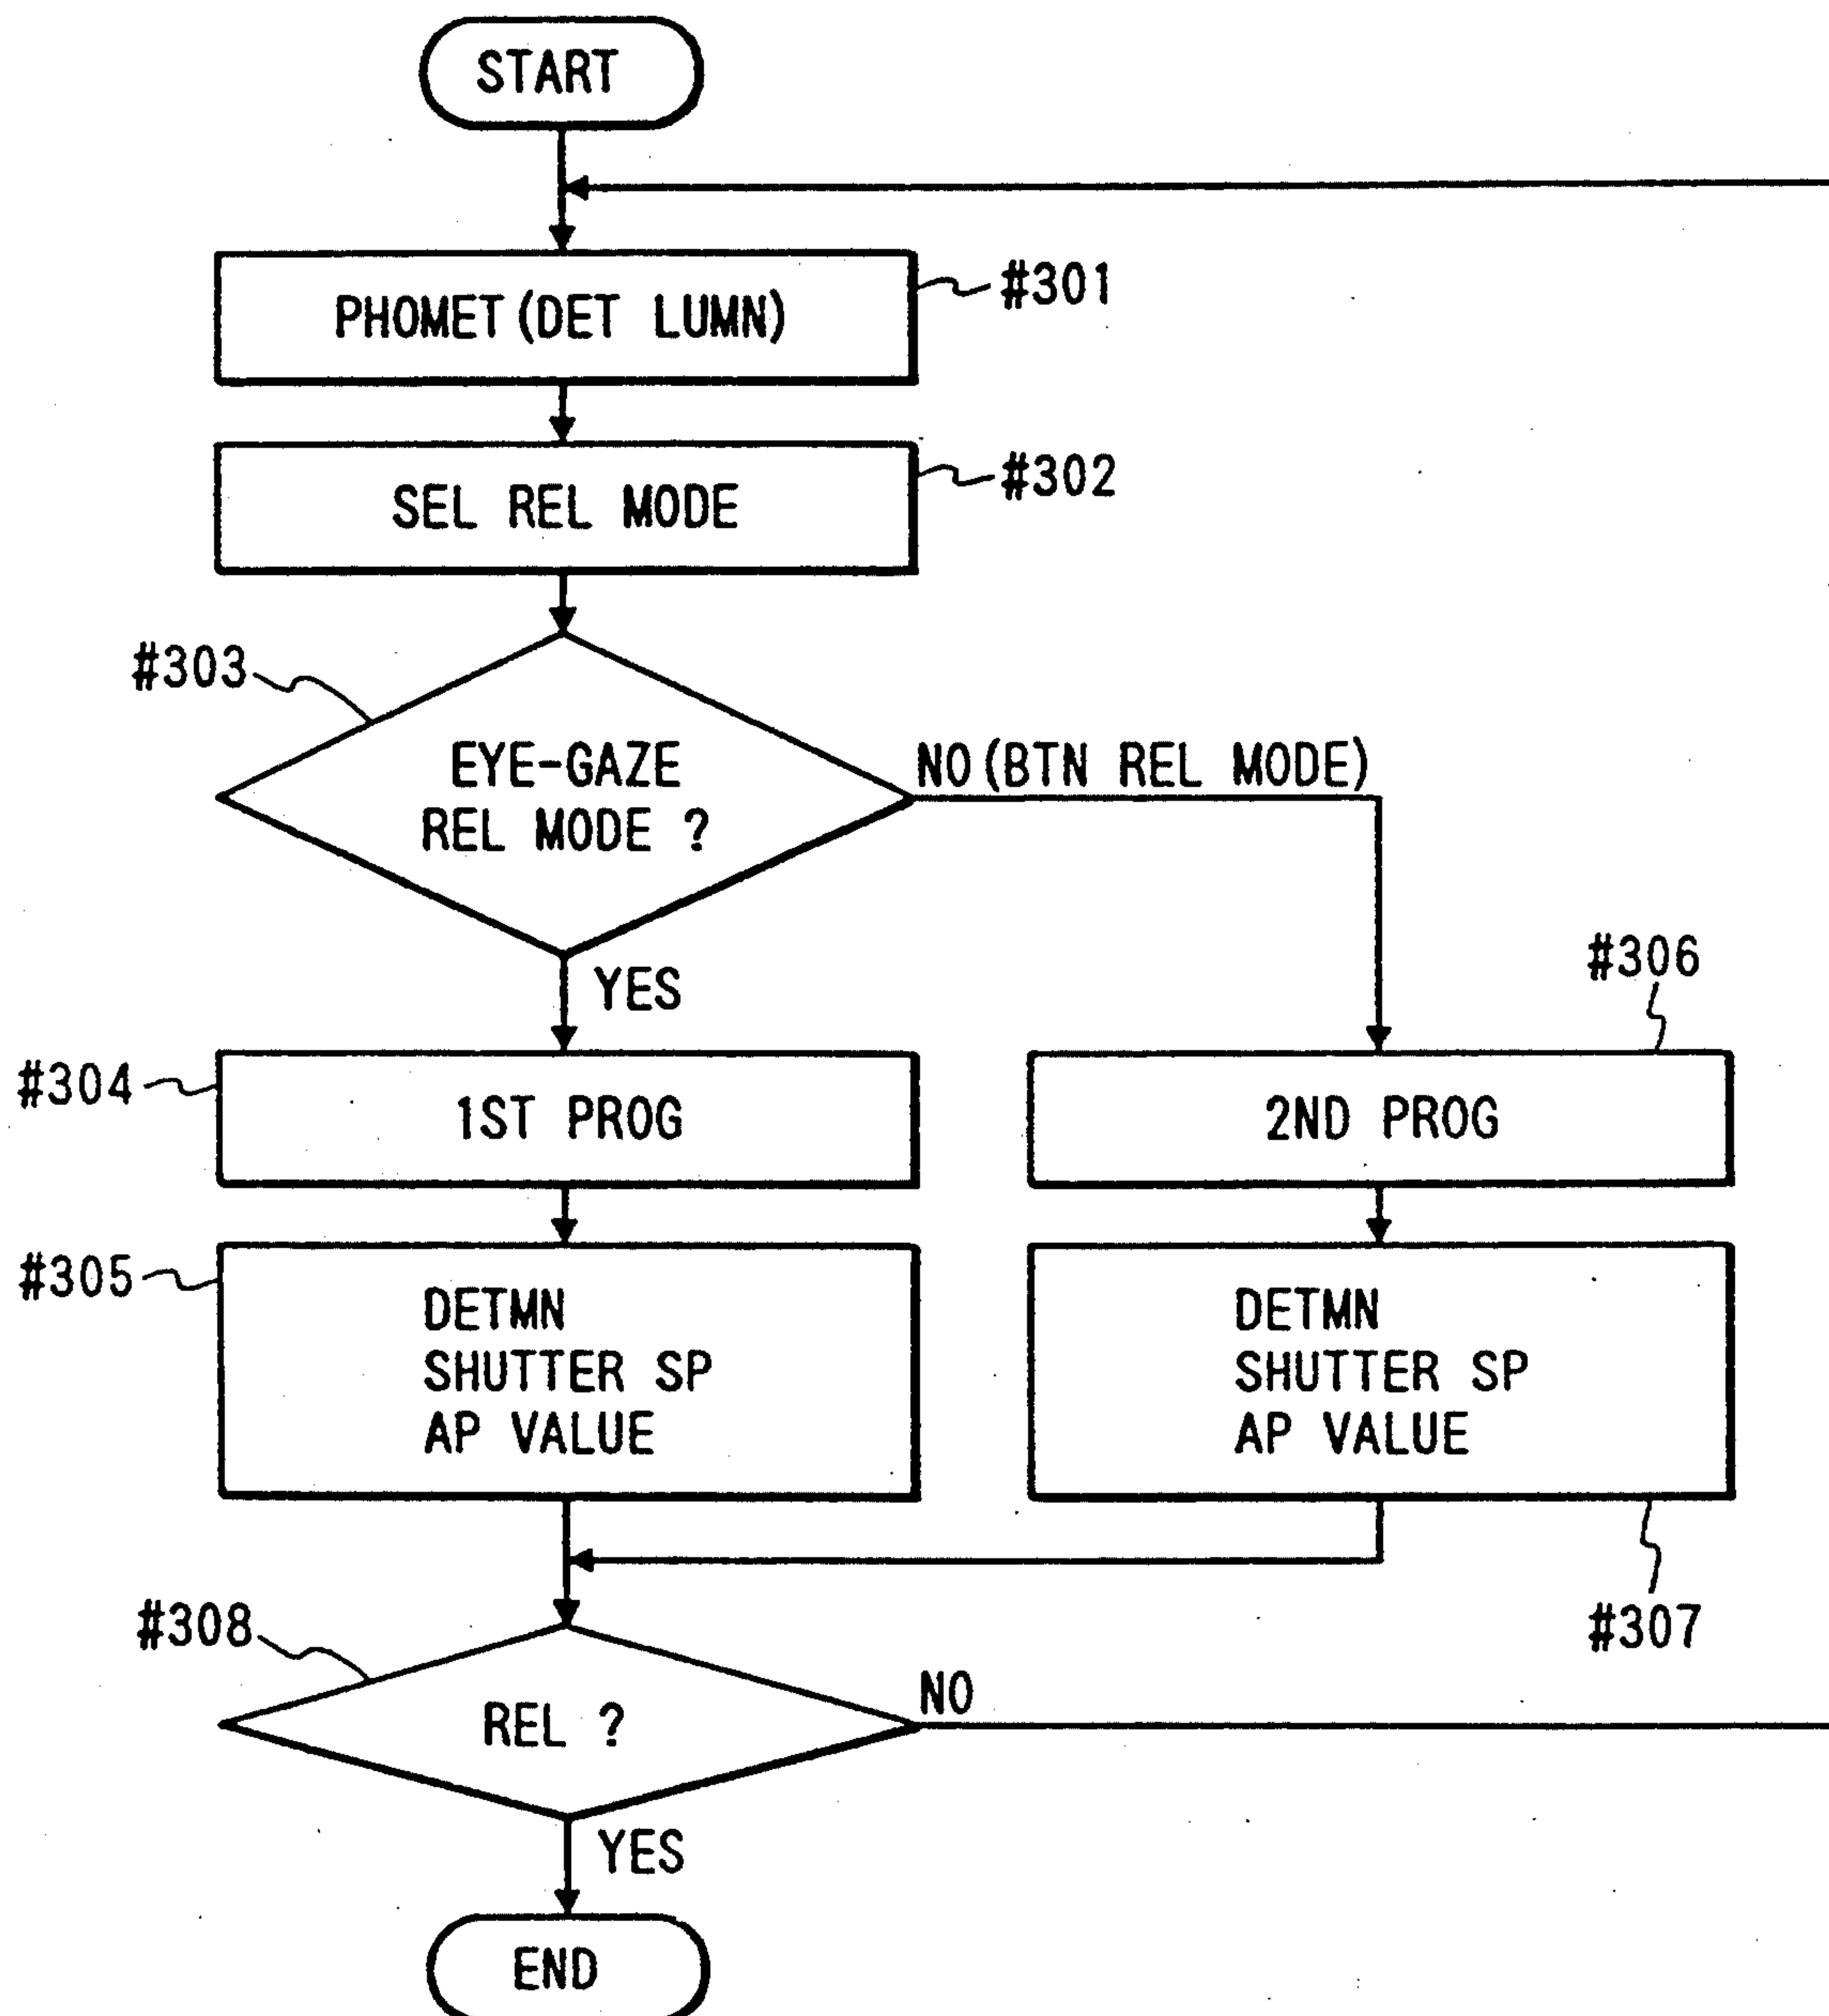 START
PHOMET(DET LUMN)
#301
SEL REL MODE
#302
#303
EYE-GAZE
REL MODE ?
NO(BTN REL MODE)
YES
#304
1ST PROG
#306
2ND PROG
#305
DETMN
SHUTTER SP
AP VALUE
DETMN
SHUTTER SP
AP VALUE
#307
#308
REL ?
NO
YES
END